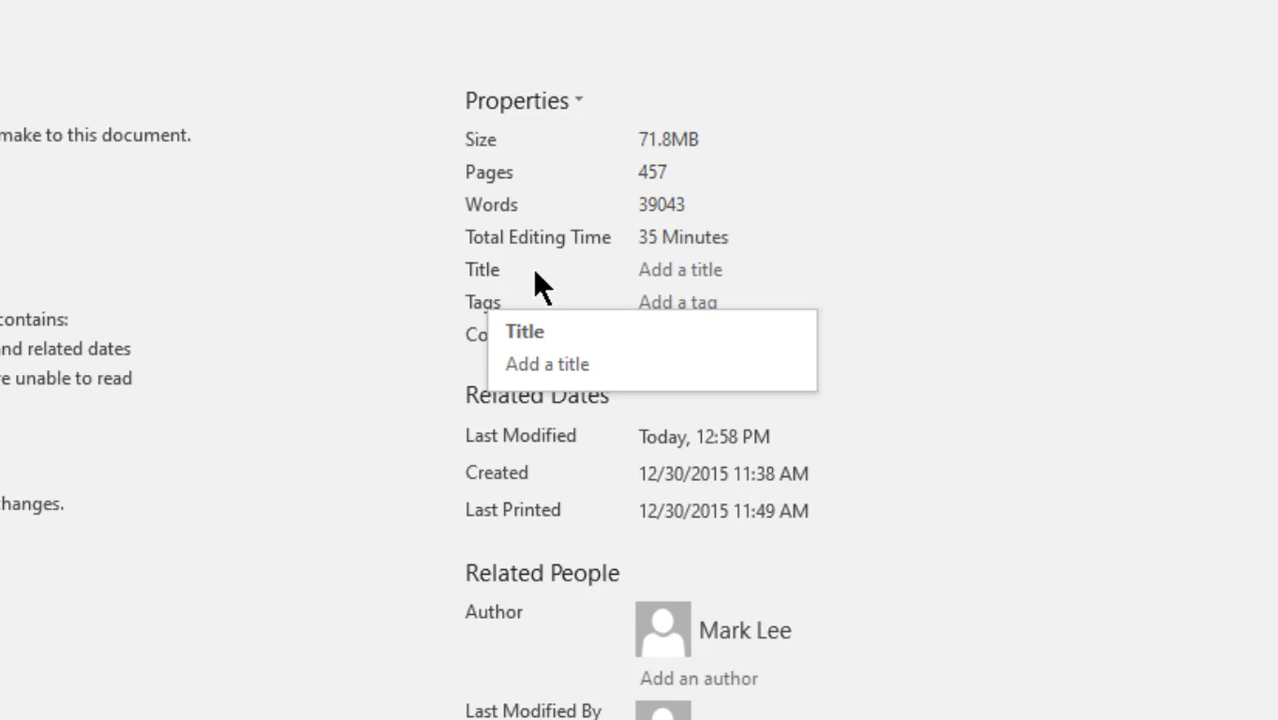 Properties
make to this document.
Size 71.8MB
Pages 457
Words 39043
Total Editing Time 35 Minutes
Title Add a title
Tags Add a tag
contains:
Title
Co
nd related dates
Add a title
e unable to read
Related Dates
Last Modified Today, 12:58 PM
Created 12/30/2015 11:38 AM
hanges.
Last Printed 12/30/2015 11:49 AM
Related People
Author
Mark Lee
Add an author
Last Modified By